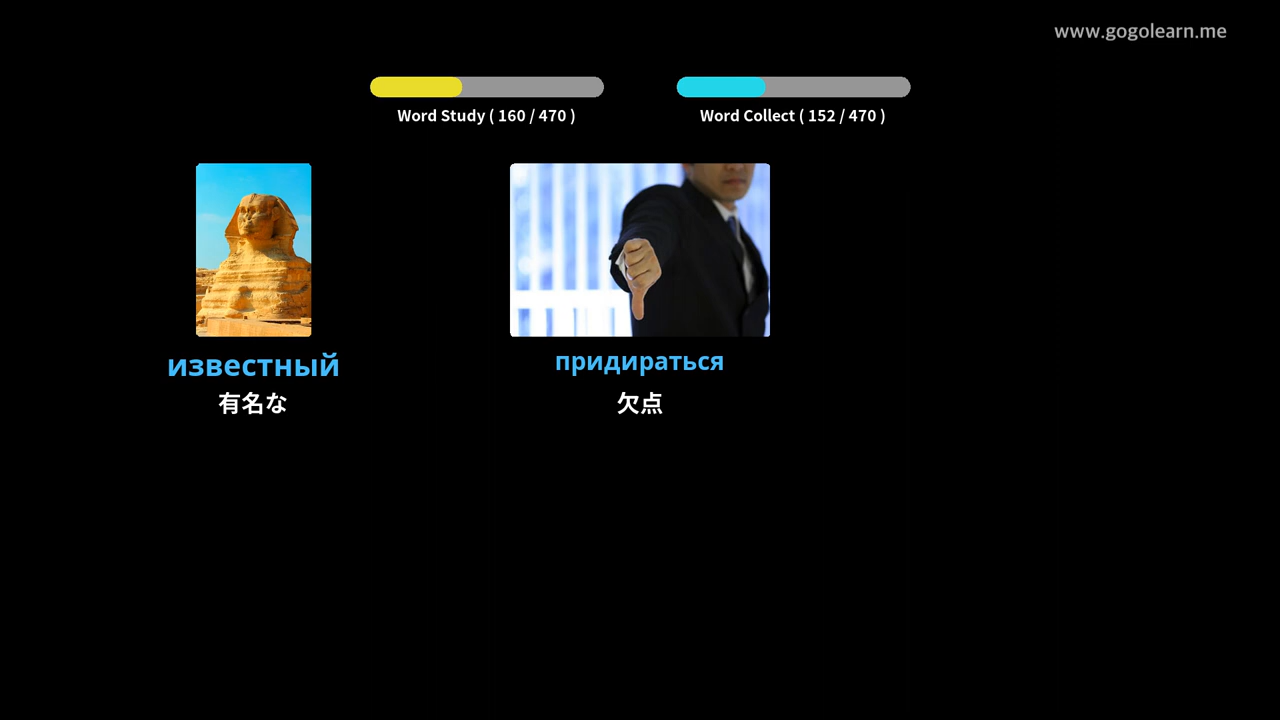 www.gogolearn.me
Word Study ( 160 / 470 )
Word Collect ( 152 / 470 )
известный
有名な
придираться
欠点